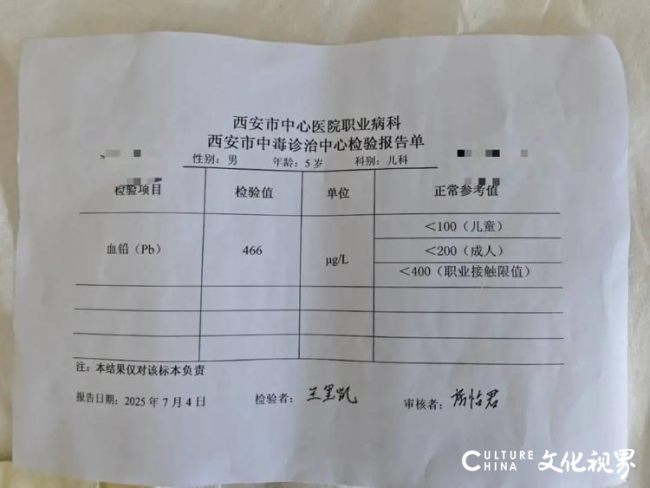 西安市中心医院职业病科
西安市中毒诊治中心检验报告单
性别：男 年龄：5岁 科别：儿科
检验项目 检验值 单位 正常参考值
血铅（Pb） 466 μg/L
<100（儿童）
<200（成人）
<400（职业接触限值）
注：本结果仅对该标本负责
报告日期：2025年7月4日 检验者： 审核者：
CULTURE CHINA 文化视界